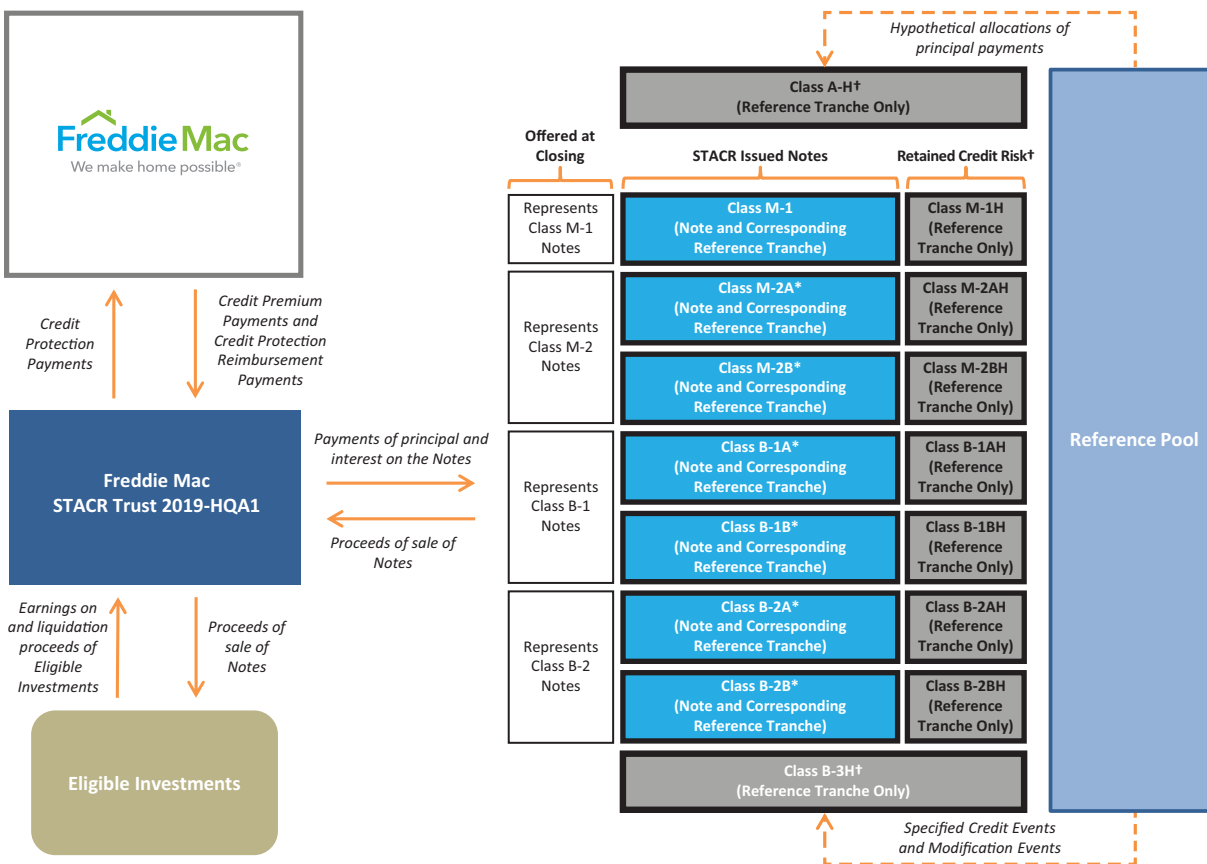 Freddie Mac
We make home possible®
Credit
Protection
Payments
Credit Premium
Payments and
Credit Protection
Reimbursement
Payments
Freddie Mac
STACR Trust 2019-HQA1
Payments of principal and
interest on the Notes
Proceeds of sale of
Notes
Earnings on
and liquidation
proceeds of
Eligible
Investments
Proceeds of
sale of
Notes
Eligible Investments
Hypothetical allocations of
principal payments
Class A-H†
(Reference Tranche Only)
Offered at
Closing
STACR Issued Notes
Retained Credit Risk†
Represents
Class M-1
Notes
Class M-1
(Note and Corresponding
Reference Tranche)
Class M-1H
(Reference
Tranche Only)
Represents
Class M-2
Notes
Class M-2A*
(Note and Corresponding
Reference Tranche)
Class M-2AH
(Reference
Tranche Only)
Class M-2B*
(Note and Corresponding
Reference Tranche)
Class M-2BH
(Reference
Tranche Only)
Represents
Class B-1
Notes
Class B-1A*
(Note and Corresponding
Reference Tranche)
Class B-1AH
(Reference
Tranche Only)
Class B-1B*
(Note and Corresponding
Reference Tranche)
Class B-1BH
(Reference
Tranche Only)
Represents
Class B-2
Notes
Class B-2A*
(Note and Corresponding
Reference Tranche)
Class B-2AH
(Reference
Tranche Only)
Class B-2B*
(Note and Corresponding
Reference Tranche)
Class B-2BH
(Reference
Tranche Only)
Class B-3H†
(Reference Tranche Only)
Specified Credit Events
and Modification Events
Reference Pool